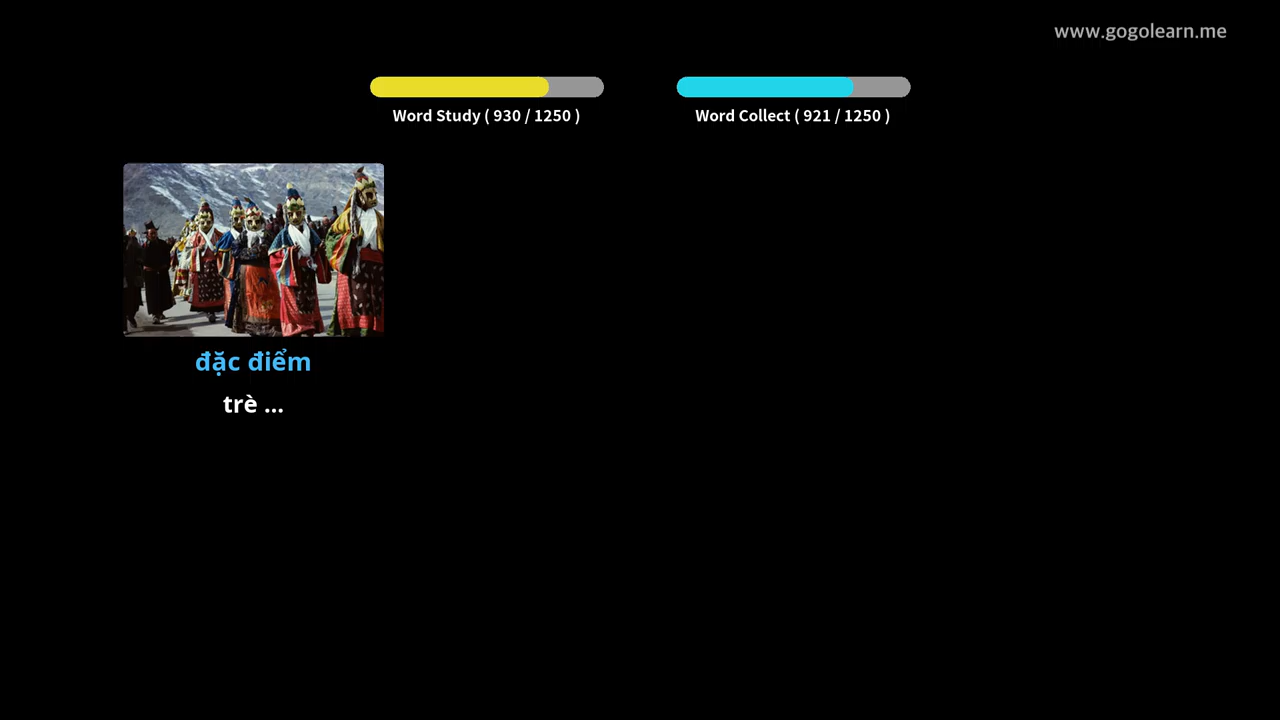 www.gogolearn.me
Word Study ( 930 / 1250 )
Word Collect ( 921 / 1250 )
đặc điểm
trè ...